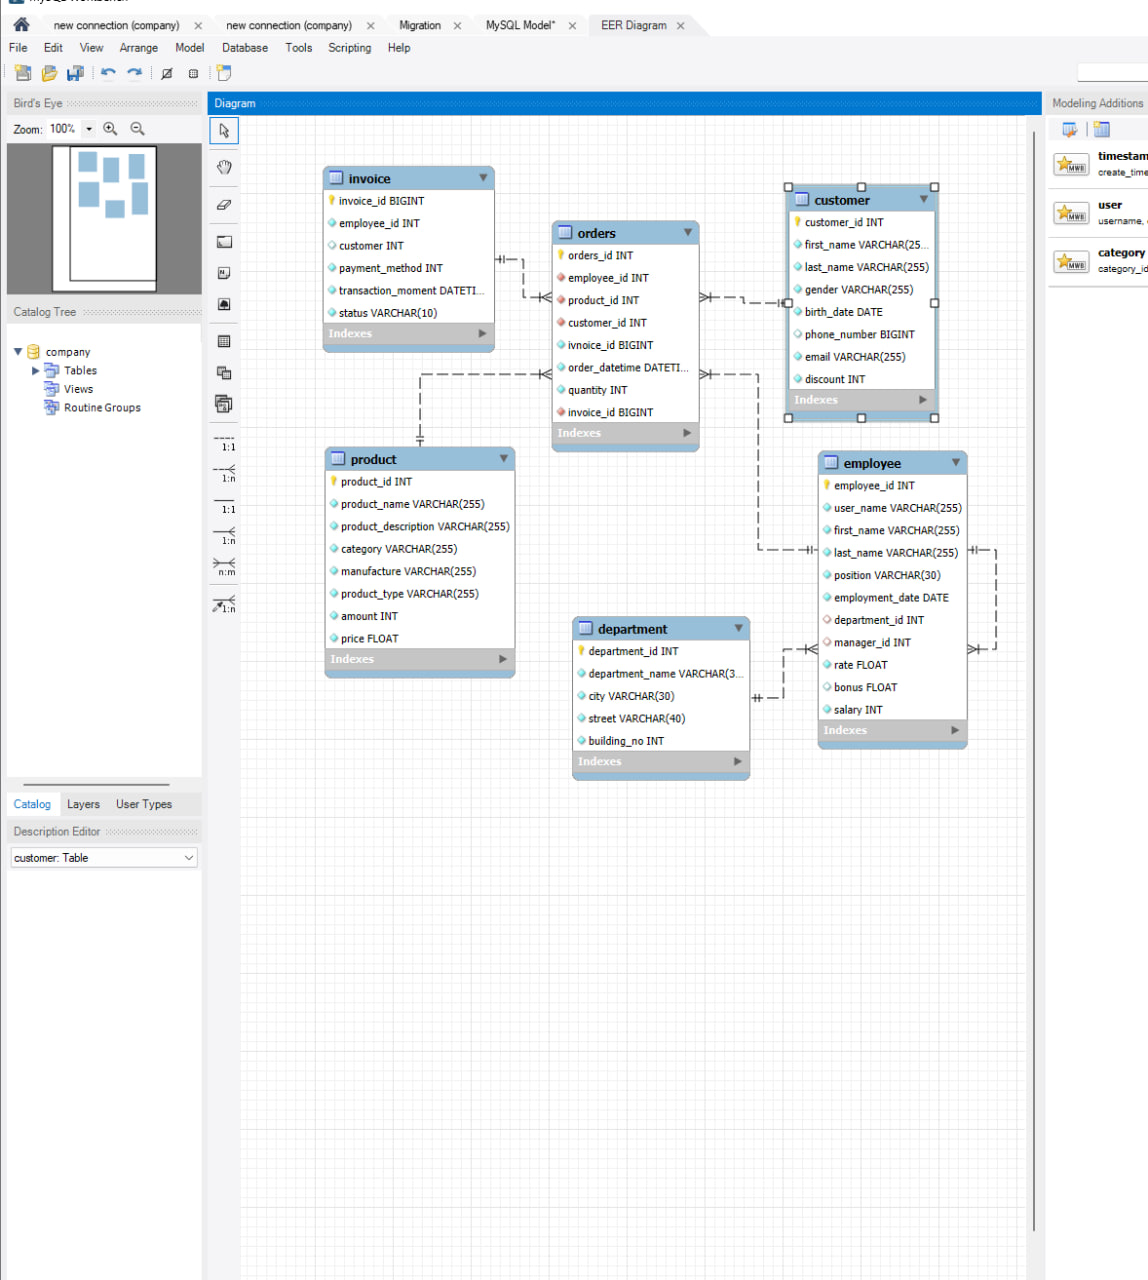 new connection (company)
new connection (company)
Migration
MySQL Model*
EER Diagram
File Edit View Arrange Model Database Tools Scripting Help
Bird's Eye
Zoom: 100%
Catalog Tree
company
Tables
Views
Routine Groups
Catalog Layers User Types
Description Editor
customer: Table
Diagram
1:1
1:n
1:1
1:n
n:m
1:n
invoice
invoice_id BIGINT
employee_id INT
customer INT
payment_method INT
transaction_moment DATETI...
status VARCHAR(10)
Indexes
orders
orders_id INT
employee_id INT
product_id INT
customer_id INT
ivnoice_id BIGINT
order_datetime DATETI...
quantity INT
invoice_id BIGINT
Indexes
customer
customer_id INT
first_name VARCHAR(25...
last_name VARCHAR(255)
gender VARCHAR(255)
birth_date DATE
phone_number BIGINT
email VARCHAR(255)
discount INT
Indexes
product
product_id INT
product_name VARCHAR(255)
product_description VARCHAR(255)
category VARCHAR(255)
manufacture VARCHAR(255)
product_type VARCHAR(255)
amount INT
price FLOAT
Indexes
employee
employee_id INT
user_name VARCHAR(255)
first_name VARCHAR(255)
last_name VARCHAR(255)
position VARCHAR(30)
employment_date DATE
department_id INT
manager_id INT
rate FLOAT
bonus FLOAT
salary INT
Indexes
department
department_id INT
department_name VARCHAR(3...
city VARCHAR(30)
street VARCHAR(40)
building_no INT
Indexes
Modeling Additions
MWB
timestam
create_time
MWB
user
username,
MWB
category
category_id